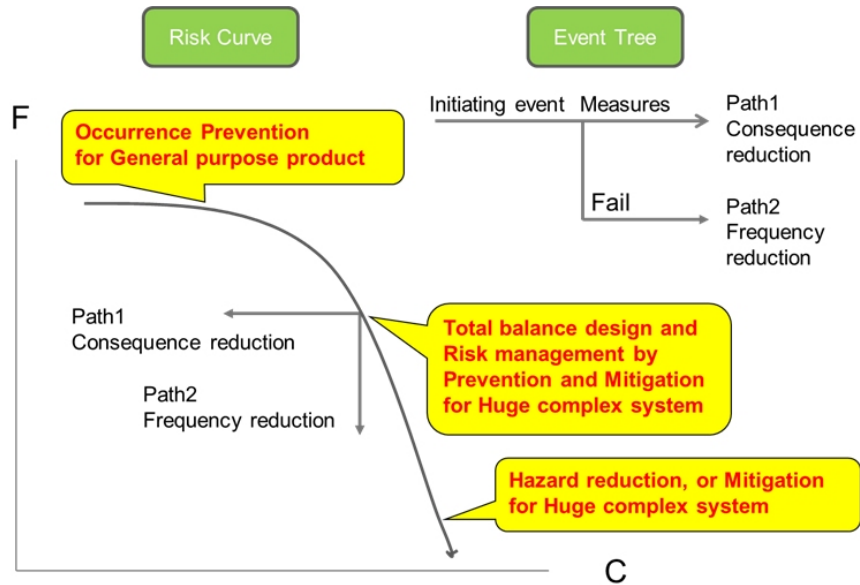 Risk Curve
Event Tree
F
Occurrence Prevention
for General purpose product
Initiating event Measures
Path1
Consequence
reduction
Fail
Path2
Frequency
reduction
Path1
Consequence reduction
Path2
Frequency reduction
Total balance design and
Risk management by
Prevention and Mitigation
for Huge complex system
Hazard reduction, or Mitigation
for Huge complex system
C